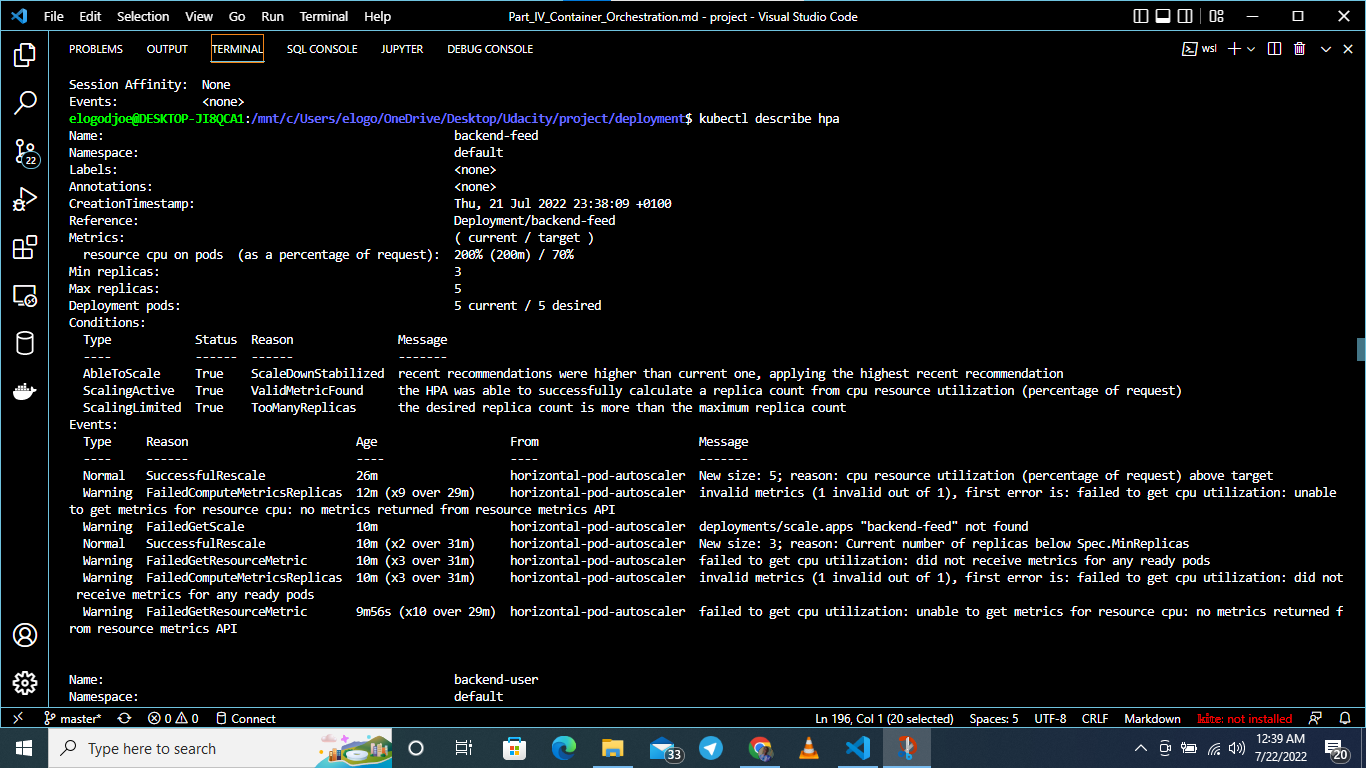 File Edit Selection View Go Run Terminal Help Part_IV_Container_Orchestration.md - project - Visual Studio Code
PROBLEMS OUTPUT TERMINAL SQL CONSOLE JUPYTER DEBUG CONSOLE wsl
Session Affinity: None
Events: <none>
elogodjoe@DESKTOP-JI8QCA1:/mnt/c/Users/elogo/OneDrive/Desktop/Udacity/project/deployment$ kubectl describe hpa
Name: backend-feed
Namespace: default
Labels: <none>
Annotations: <none>
CreationTimestamp: Thu, 21 Jul 2022 23:38:09 +0100
Reference: Deployment/backend-feed
Metrics: ( current / target )
resource cpu on pods (as a percentage of request): 200% (200m) / 70%
Min replicas: 3
Max replicas: 5
Deployment pods: 5 current / 5 desired
Conditions:
Type Status Reason Message
---- ------ ------ -------
AbleToScale True ScaleDownStabilized recent recommendations were higher than current one, applying the highest recent recommendation
ScalingActive True ValidMetricFound the HPA was able to successfully calculate a replica count from cpu resource utilization (percentage of request)
ScalingLimited True TooManyReplicas the desired replica count is more than the maximum replica count
Events:
Type Reason Age From Message
---- ------ ---- ---- -------
Normal SuccessfulRescale 26m horizontal-pod-autoscaler New size: 5; reason: cpu resource utilization (percentage of request) above target
Warning FailedComputeMetricsReplicas 12m (x9 over 29m) horizontal-pod-autoscaler invalid metrics (1 invalid out of 1), first error is: failed to get cpu utilization: unable
to get metrics for resource cpu: no metrics returned from resource metrics API
Warning FailedGetScale 10m horizontal-pod-autoscaler deployments/scale.apps "backend-feed" not found
Normal SuccessfulRescale 10m (x2 over 31m) horizontal-pod-autoscaler New size: 3; reason: Current number of replicas below Spec.MinReplicas
Warning FailedGetResourceMetric 10m (x3 over 31m) horizontal-pod-autoscaler failed to get cpu utilization: did not receive metrics for any ready pods
Warning FailedComputeMetricsReplicas 10m (x3 over 31m) horizontal-pod-autoscaler invalid metrics (1 invalid out of 1), first error is: failed to get cpu utilization: did not
receive metrics for any ready pods
Warning FailedGetResourceMetric 9m56s (x10 over 29m) horizontal-pod-autoscaler failed to get cpu utilization: unable to get metrics for resource cpu: no metrics returned f
rom resource metrics API
Name: backend-user
Namespace: default
22
master* 0 0 Connect Ln 196, Col 1 (20 selected) Spaces: 5 UTF-8 CRLF Markdown kite: not installed
Type here to search 33 12:39 AM
7/22/2022 20